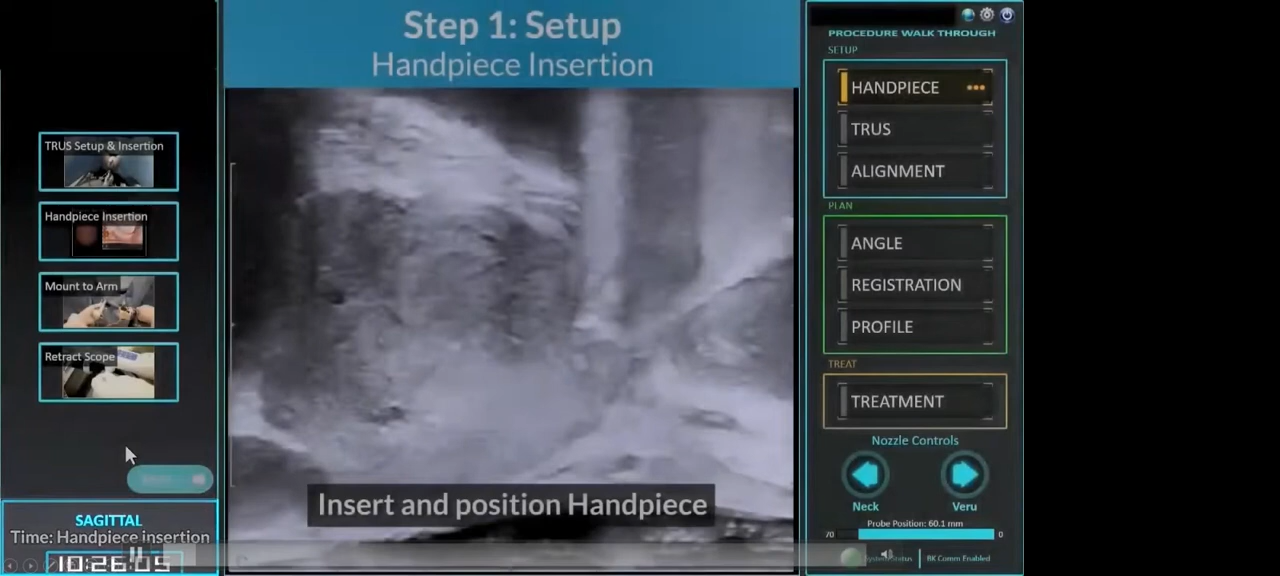 Step 1: Setup
Handpiece Insertion
TRUS Setup & Insertion
Handpiece Insertion
Mount to Arm
Retract Scope
SAGITTAL
Time: Handpiece insertion
10:26:05
Insert and position Handpiece
PROCEDURE WALK THROUGH
SETUP
HANDPIECE
TRUS
ALIGNMENT
PLAN
ANGLE
REGISTRATION
PROFILE
TREAT
TREATMENT
Nozzle Controls
Neck
Veru
Probe Position: 60.1 mm
70
0
System Status
BK Comm Enabled